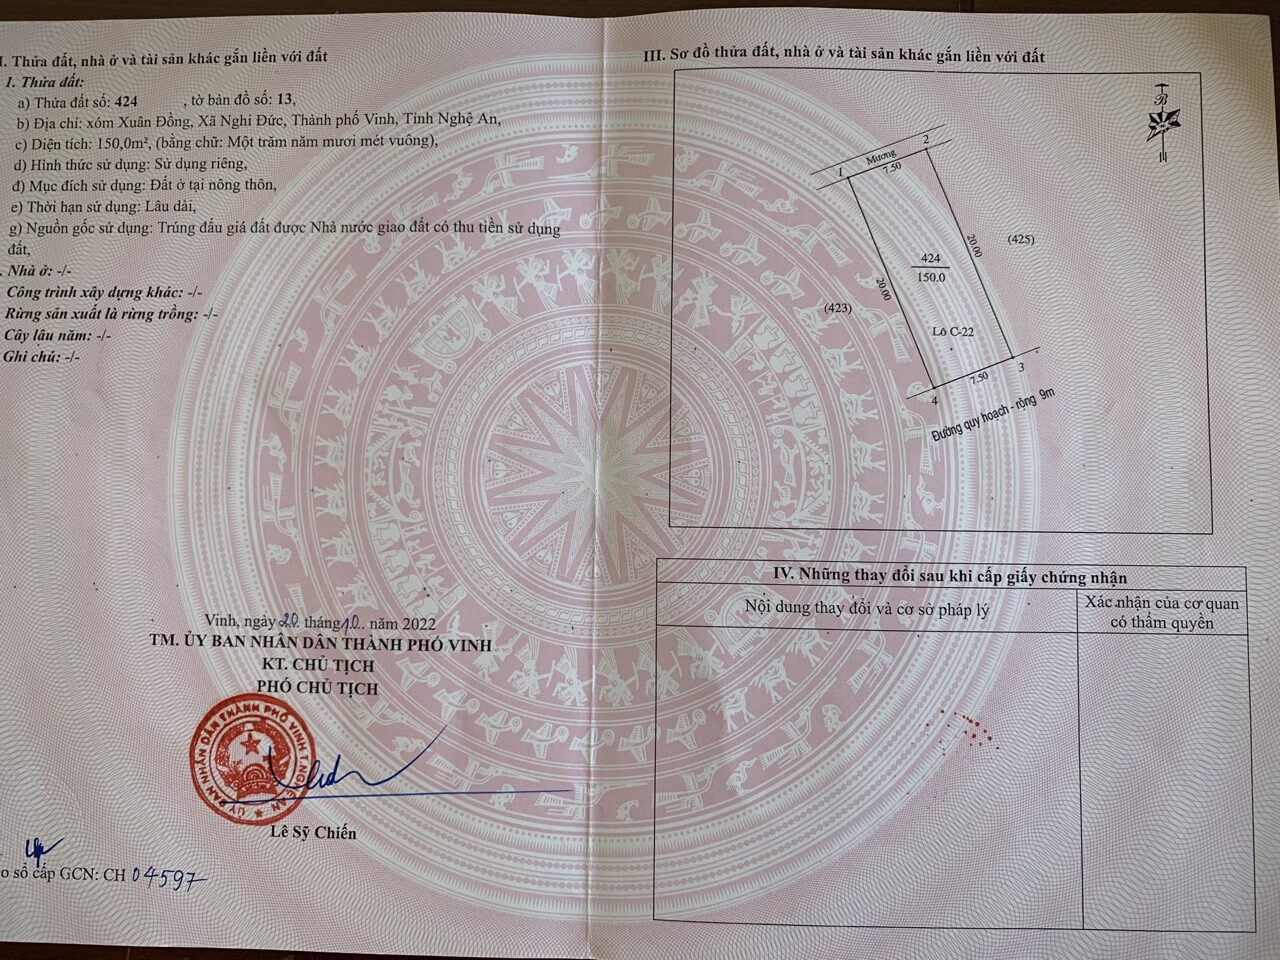 I. Thửa đất, nhà ở và tài sản khác gắn liền với đất
1. Thửa đất:
a) Thửa đất số: 424 , tờ bản đồ số: 13,
b) Địa chỉ: xóm Xuân Đồng, Xã Nghi Đức, Thành phố Vinh, Tỉnh Nghệ An,
c) Diện tích: 150,0m², (bằng chữ: Một trăm năm mươi mét vuông),
d) Hình thức sử dụng: Sử dụng riêng,
đ) Mục đích sử dụng: Đất ở tại nông thôn,
e) Thời hạn sử dụng: Lâu dài,
g) Nguồn gốc sử dụng: Trúng đấu giá đất được Nhà nước giao đất có thu tiền sử dụng
đất,
. Nhà ở: -/-
Công trình xây dựng khác: -/-
Rừng sản xuất là rừng trồng: -/-
Cây lâu năm: -/-
Ghi chú: -/-
Vinh, ngày 20 tháng 10 năm 2022
TM. ỦY BAN NHÂN DÂN THÀNH PHỐ VINH
KT. CHỦ TỊCH
PHÓ CHỦ TỊCH
ỦY BAN NHÂN DÂN THÀNH PHỐ VINH T. NGHỆ AN
Lê Sỹ Chiến
o sổ cấp GCN: CH 04597
III. Sơ đồ thửa đất, nhà ở và tài sản khác gắn liền với đất
B
1
Mương
2
7.50
20.00
(425)
424
150.0
20.00
(423)
Lô C-22
3
7.50
4
Đường quy hoạch - rộng 9m
IV. Những thay đổi sau khi cấp giấy chứng nhận
Nội dung thay đổi và cơ sở pháp lý
Xác nhận của cơ quan
có thẩm quyền